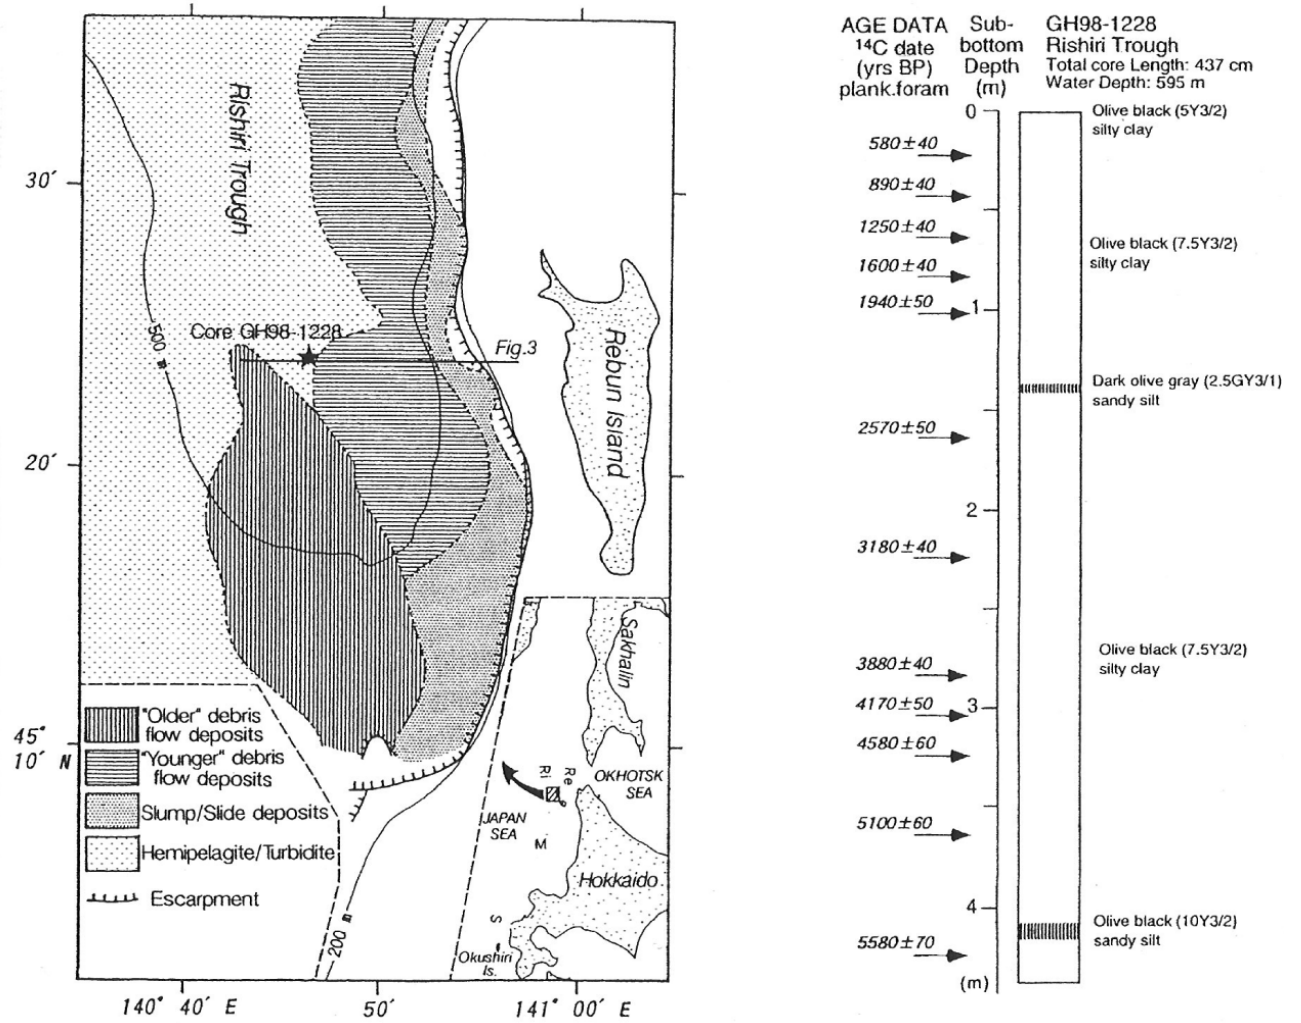 30´
20´
45°
10´ N
140° 40´ E
50´
141° 00´ E
Rishiri Trough
500 m
Core GH98-1228
Fig.3
Rebun Island
"Older" debris
flow deposits
"Younger" debris
flow deposits
Slump/Slide deposits
Hemipelagite/Turbidite
Escarpment
200 m
Sakhalin
Ri
Re
OKHOTSK
SEA
JAPAN
SEA
M
Hokkaido
S
Okushiri
Is.
AGE DATA
14C date
(yrs BP)
plank.foram
Sub-
bottom
Depth
(m)
GH98-1228
Rishiri Trough
Total core Length: 437 cm
Water Depth: 595 m
0
Olive black (5Y3/2)
silty clay
580±40
890±40
1250±40
Olive black (7.5Y3/2)
silty clay
1600±40
1940±50
1
Dark olive gray (2.5GY3/1)
sandy silt
2570±50
2
3180±40
Olive black (7.5Y3/2)
silty clay
3880±40
4170±50
3
4580±60
5100±60
4
Olive black (10Y3/2)
sandy silt
5580±70
(m)